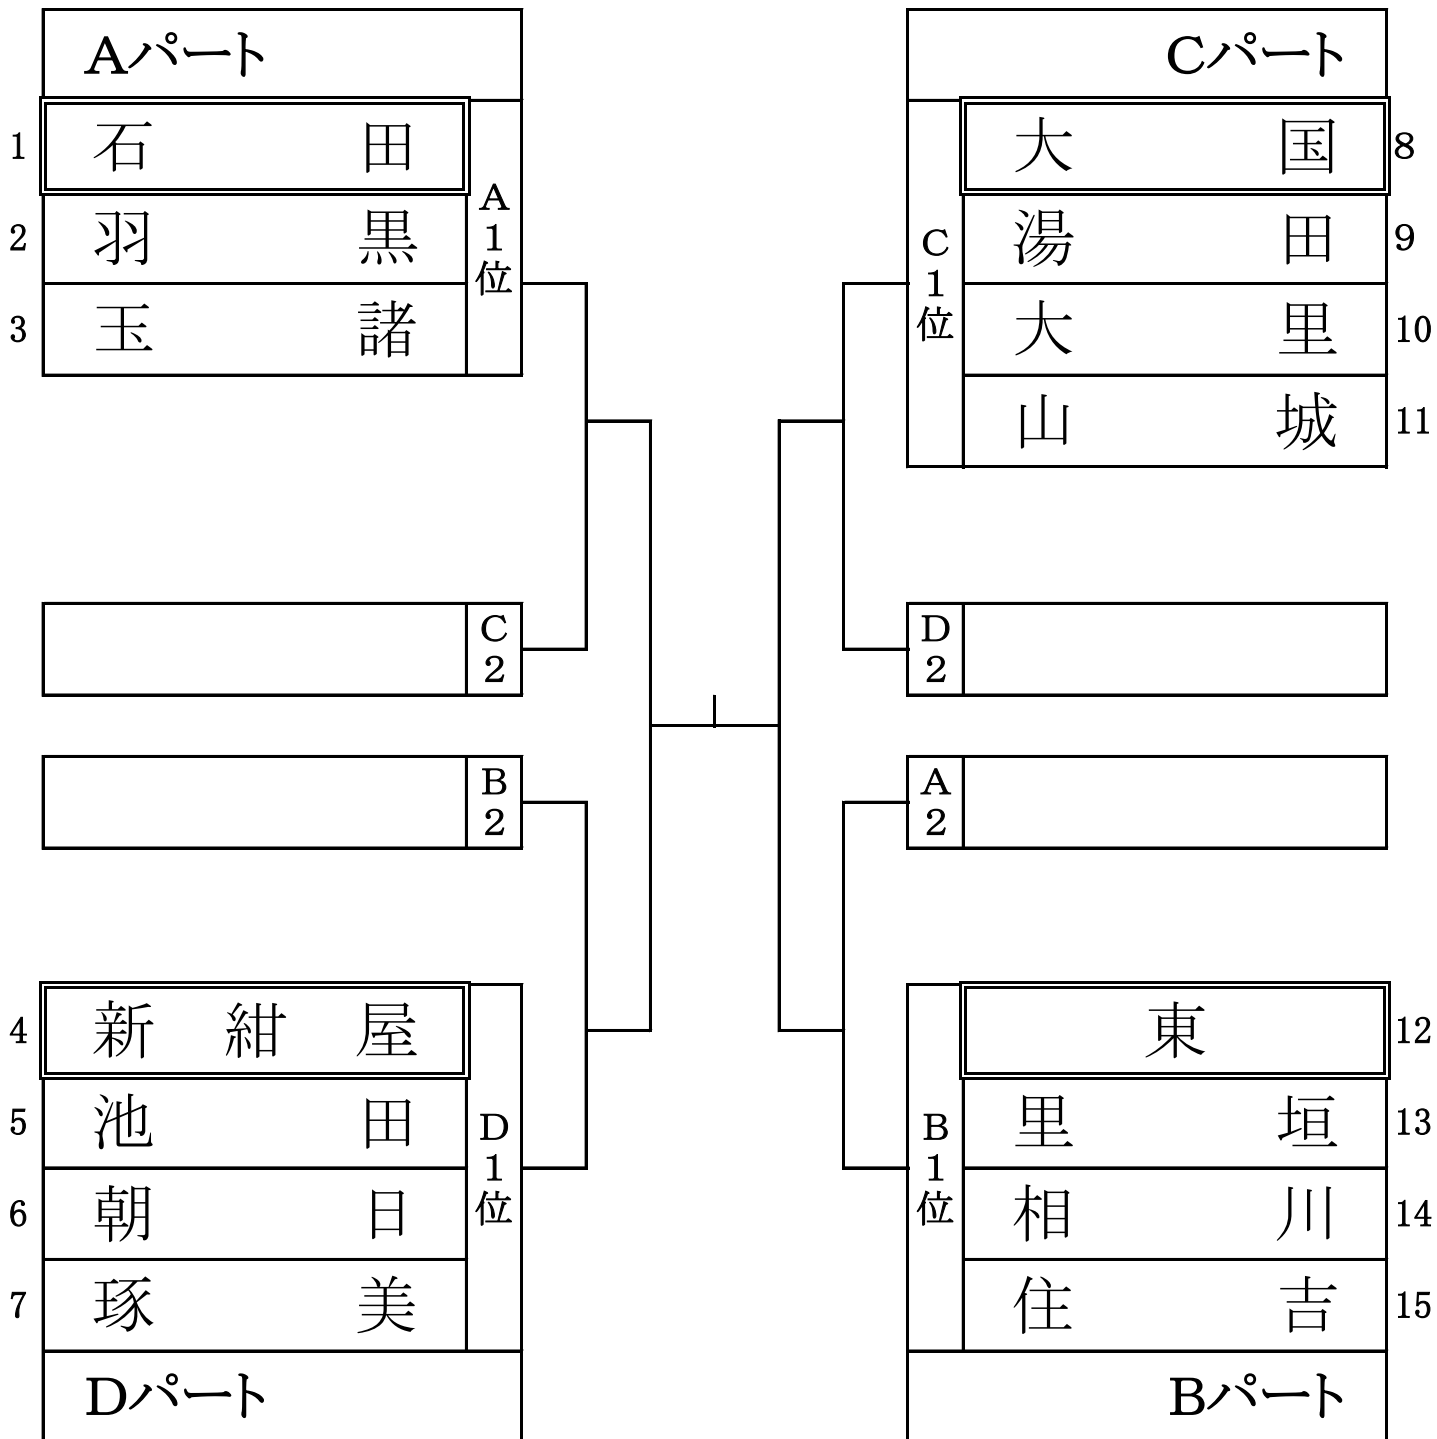 Aパート
1 石田
2 羽黒
3 玉諸
A1位
C2
B2
4 新紺屋
5 池田
6 朝日
7 琢美
D1位
Dパート
Cパート
大国 8
湯田 9
大里 10
山城 11
C1位
D2
A2
東 12
里垣 13
相川 14
住吉 15
B1位
Bパート